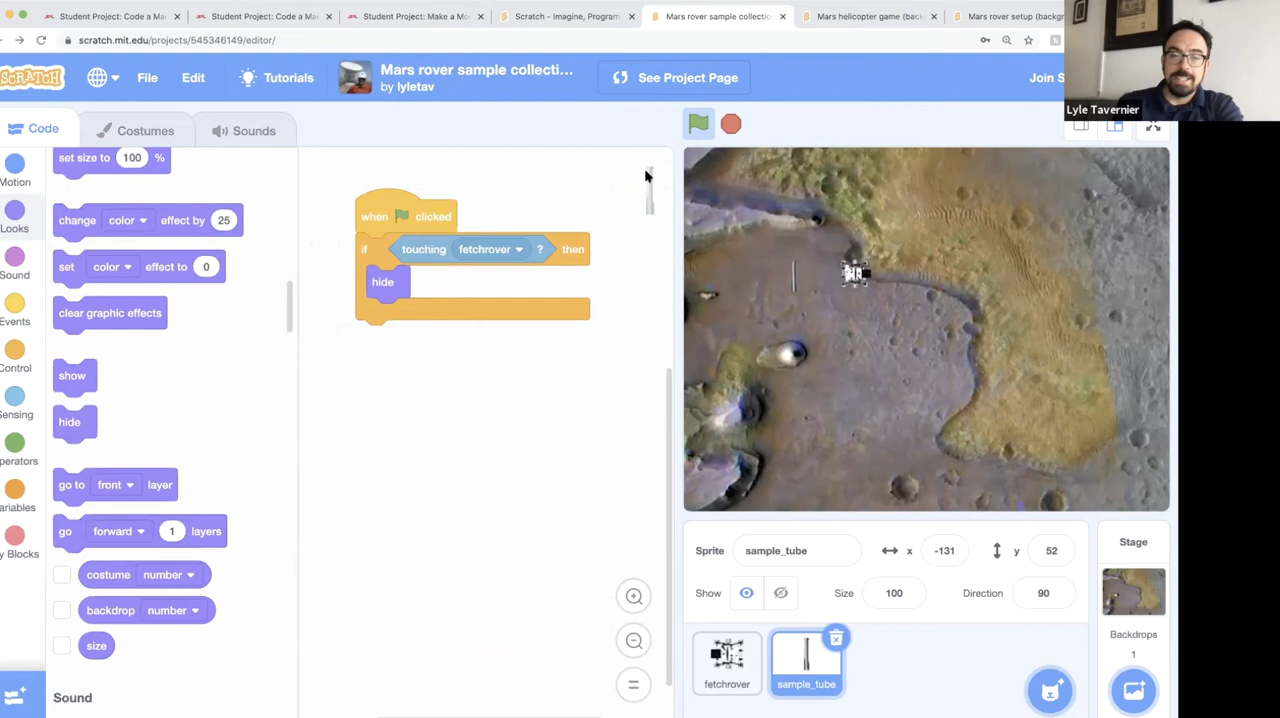 Student Project: Code a Ma
Student Project: Code a Mar
Student Project: Make a Mo
Scratch - Imagine, Program
Mars rover sample collectio
Mars helicopter game (back
Mars rover setup (backgr
scratch.mit.edu/projects/545346149/editor/
SCRATCH
File
Edit
Tutorials
Mars rover sample collecti...
by lyletav
See Project Page
Join S
Lyle Tavernier
Code
Costumes
Sounds
Motion
Looks
Sound
Events
Control
Sensing
perators
ariables
y Blocks
set size to 100 %
change color effect by 25
set color effect to 0
clear graphic effects
show
hide
go to front layer
go forward 1 layers
costume number
backdrop number
size
Sound
when clicked
if touching fetchrover ? then
hide
Sprite sample_tube x -131 y 52
Show Size 100 Direction 90
fetchrover
sample_tube
Stage
Backdrops
1